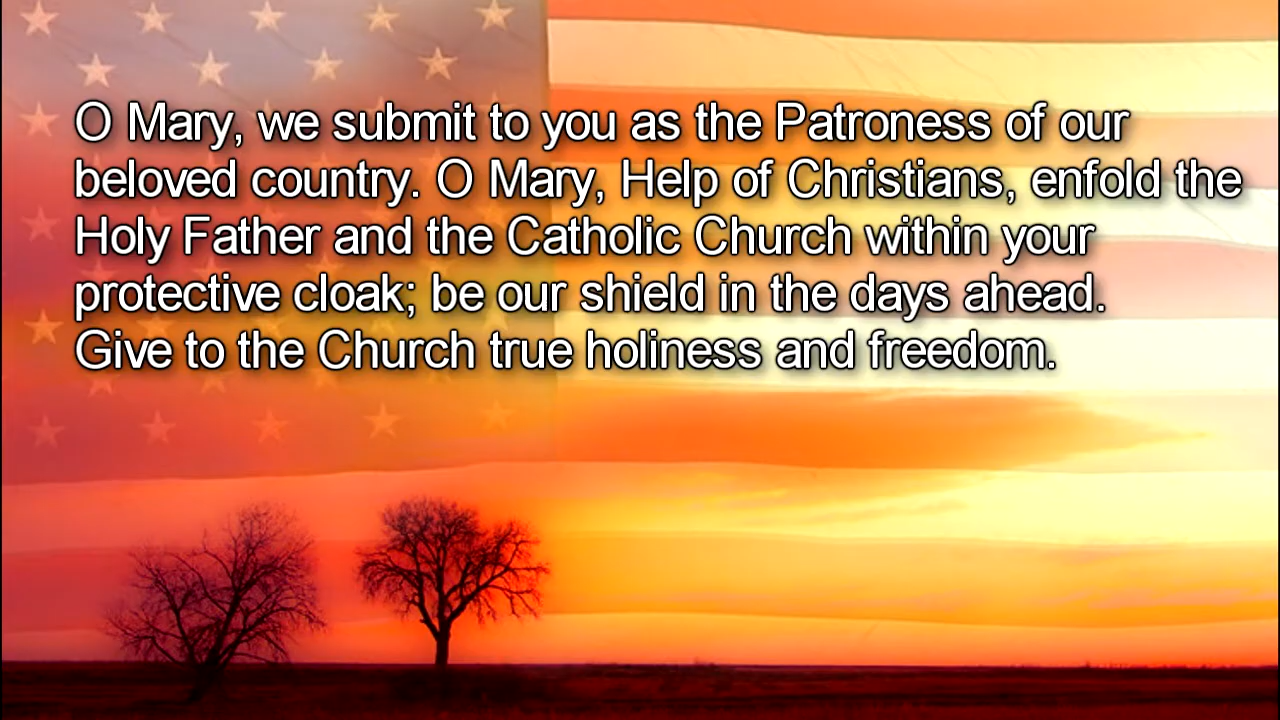 O Mary, we submit to you as the Patroness of our
beloved country. O Mary, Help of Christians, enfold the
Holy Father and the Catholic Church within your
protective cloak; be our shield in the days ahead.
Give to the Church true holiness and freedom.